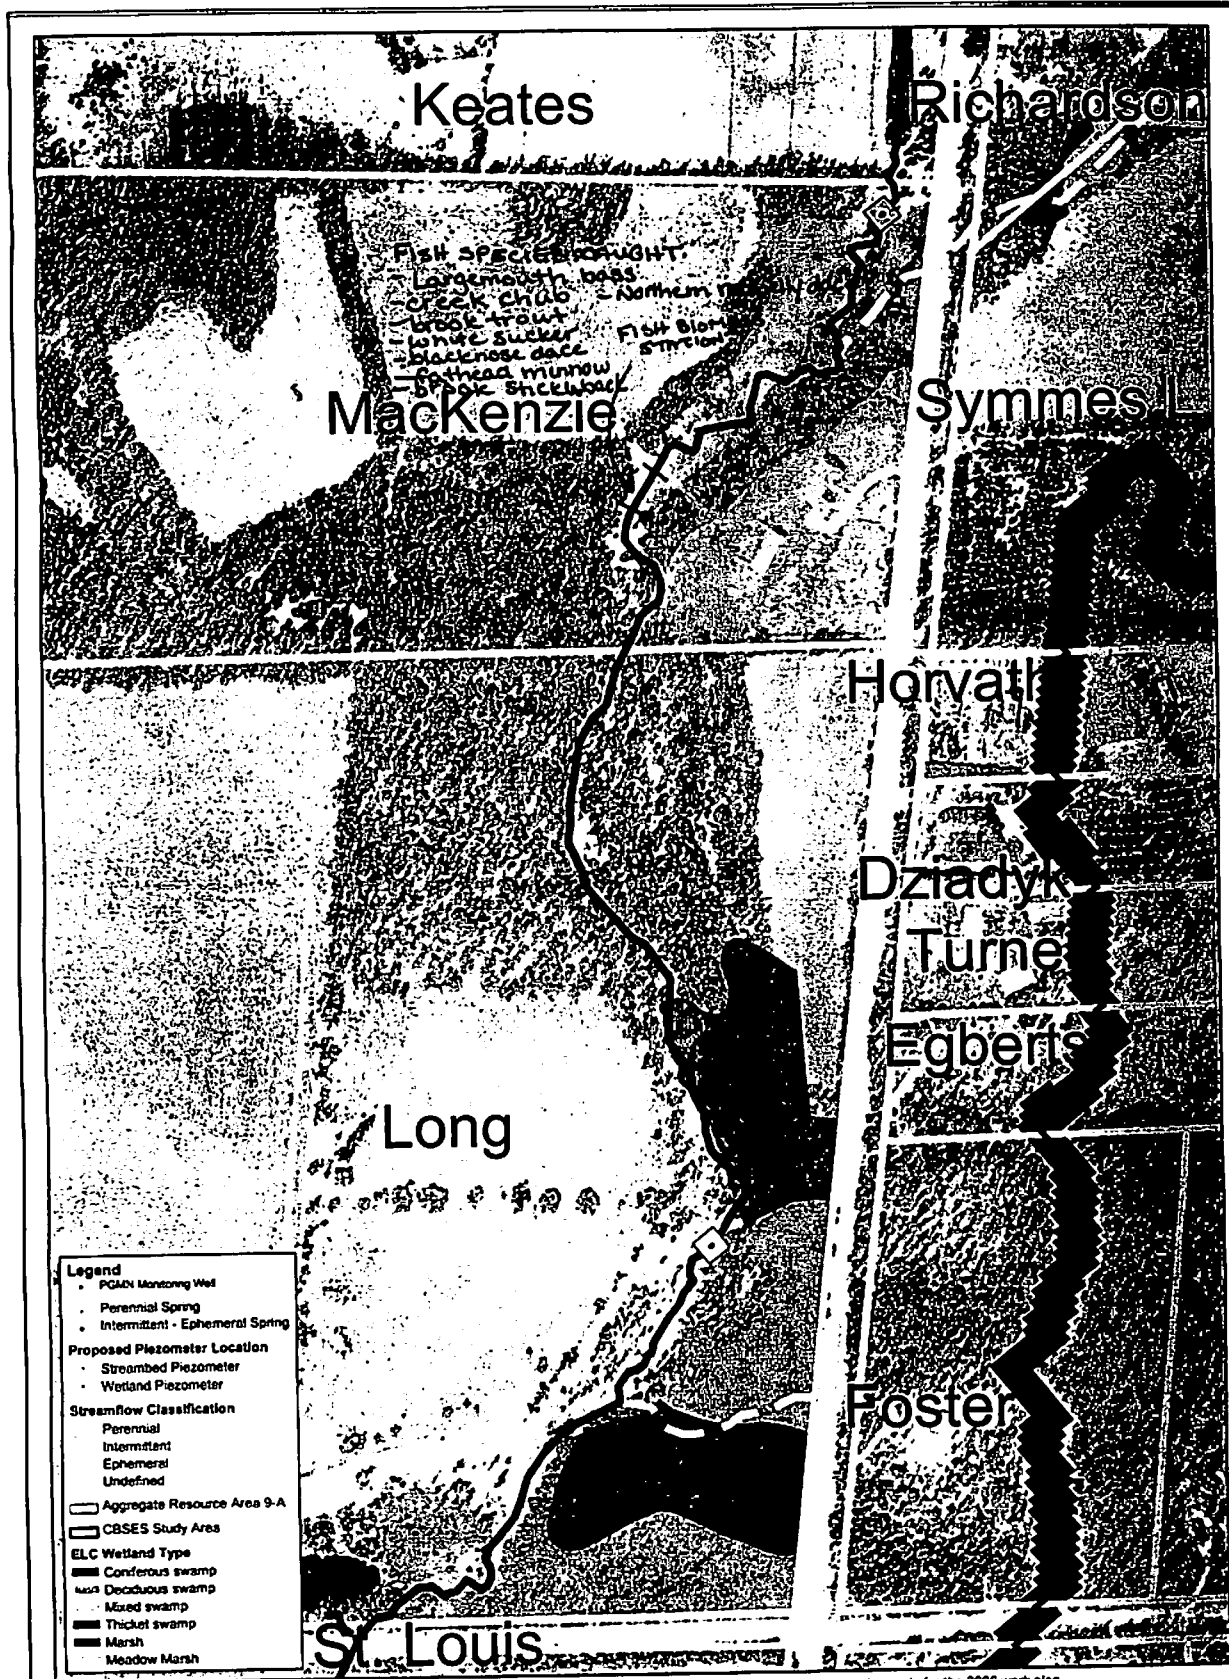 Keates
Richardson
FISH SPECIES CAUGHT:
- Largemouth bass
- creek chub - Northern
- brook trout
- white sucker
- blacknose dace
- fathead minnow
- brook stickleback
FISH
STATION
MacKenzie
Symmes L
Horvath
Dziadyk
Turne
Egberts
Long
Foster
St. Louis
Legend
PGMN Monitoring Well
Perennial Spring
Intermittent - Ephemeral Spring
Proposed Piezometer Location
Streambed Piezometer
Wetland Piezometer
Streamflow Classification
Perennial
Intermittent
Ephemeral
Undefined
Aggregate Resource Area 9-A
CBSES Study Area
ELC Wetland Type
Coniferous swamp
Deciduous swamp
Mixed swamp
Thicket swamp
Marsh
Meadow Marsh